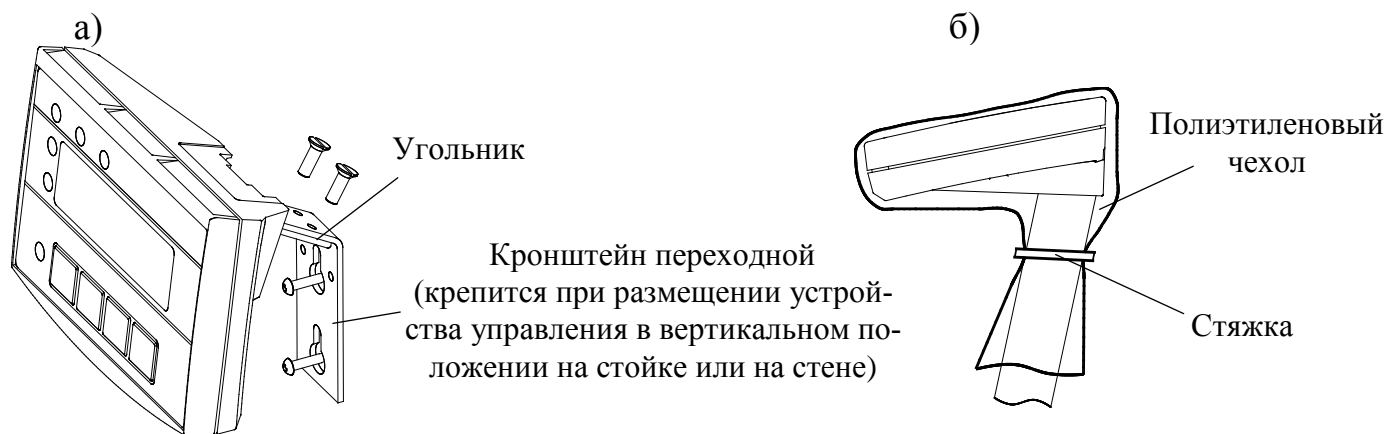 а)
б)
Угольник
Полиэтиленовый
чехол
Кронштейн переходной
(крепится при размещении устрой-
ства управления в вертикальном по-
ложении на стойке или на стене)
Стяжка